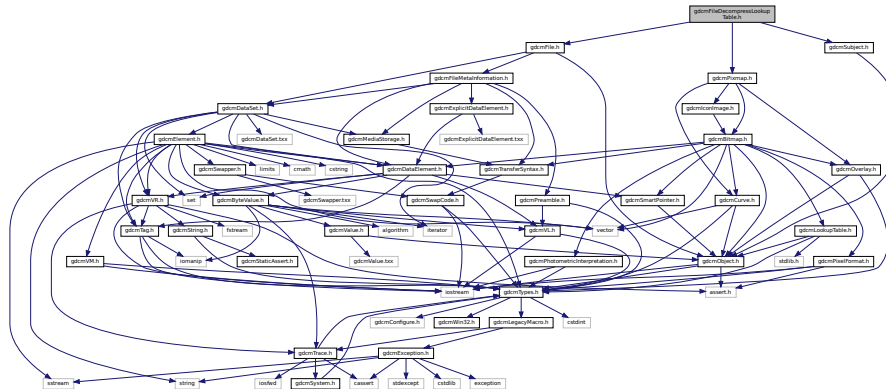 gdcmFileDecompressLookup
Table.h
gdcmFile.h
gdcmSubject.h
gdcmFileMetaInformation.h
gdcmPixmap.h
gdcmDataSet.h
gdcmExplicitDataElement.h
gdcmIconImage.h
gdcmElement.h
gdcmDataSet.txx
gdcmMediaStorage.h
gdcmExplicitDataElement.txx
gdcmBitmap.h
gdcmSwapper.h
limits
cmath
cstring
gdcmDataElement.h
gdcmTransferSyntax.h
gdcmOverlay.h
gdcmVR.h
set
gdcmByteValue.h
gdcmSwapper.txx
gdcmSwapCode.h
gdcmPreamble.h
gdcmSmartPointer.h
gdcmCurve.h
gdcmTag.h
gdcmString.h
fstream
gdcmValue.h
algorithm
iterator
gdcmVL.h
vector
gdcmLookupTable.h
gdcmVM.h
iomanip
gdcmStaticAssert.h
gdcmValue.txx
gdcmPhotometricInterpretation.h
gdcmObject.h
stdlib.h
gdcmPixelFormat.h
iostream
gdcmTypes.h
assert.h
gdcmConfigure.h
gdcmWin32.h
gdcmLegacyMacro.h
cstdint
gdcmTrace.h
gdcmException.h
sstream
string
iosfwd
gdcmSystem.h
cassert
stdexcept
cstdlib
exception